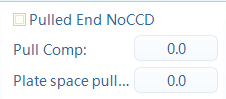 Pulled End NoCCD
Pull Comp: 0.0
Plate space pull... 0.0